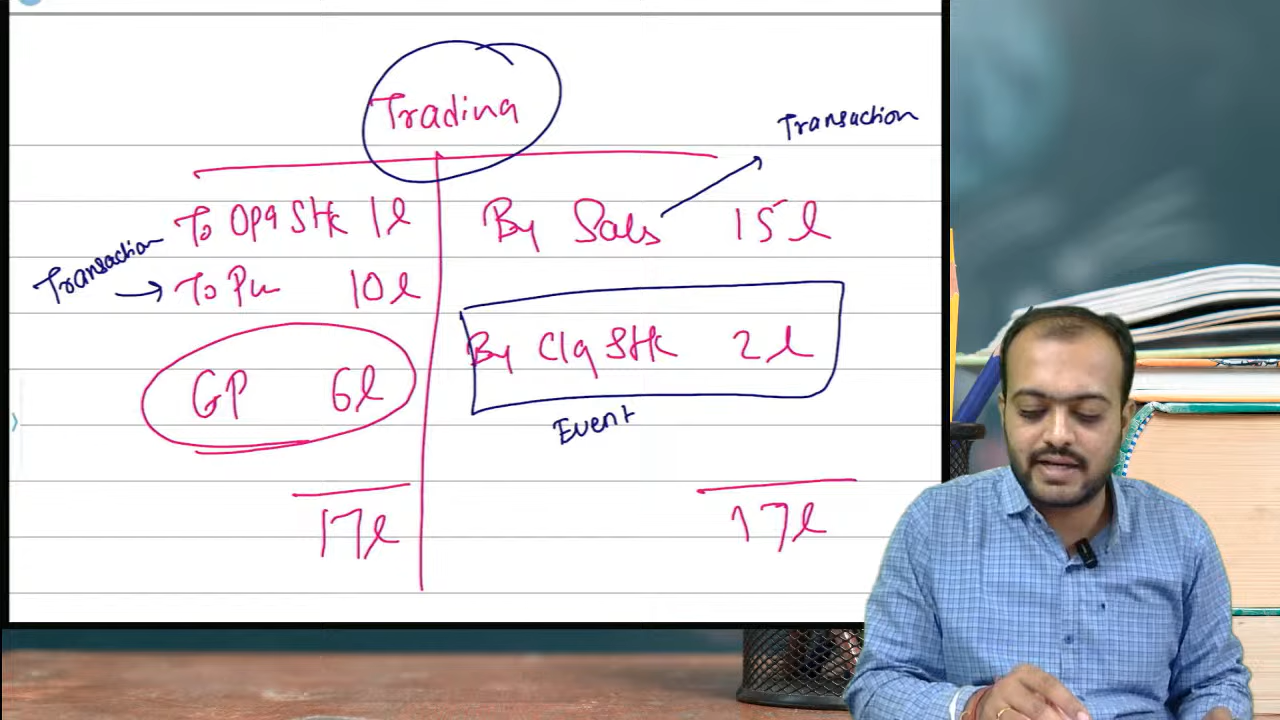 Trading
Transaction
To Opg Stk 1l
By Sales 15l
Transaction
To Pur 10l
By Clg Stk 2l
GP 6l
Event
17l
17l